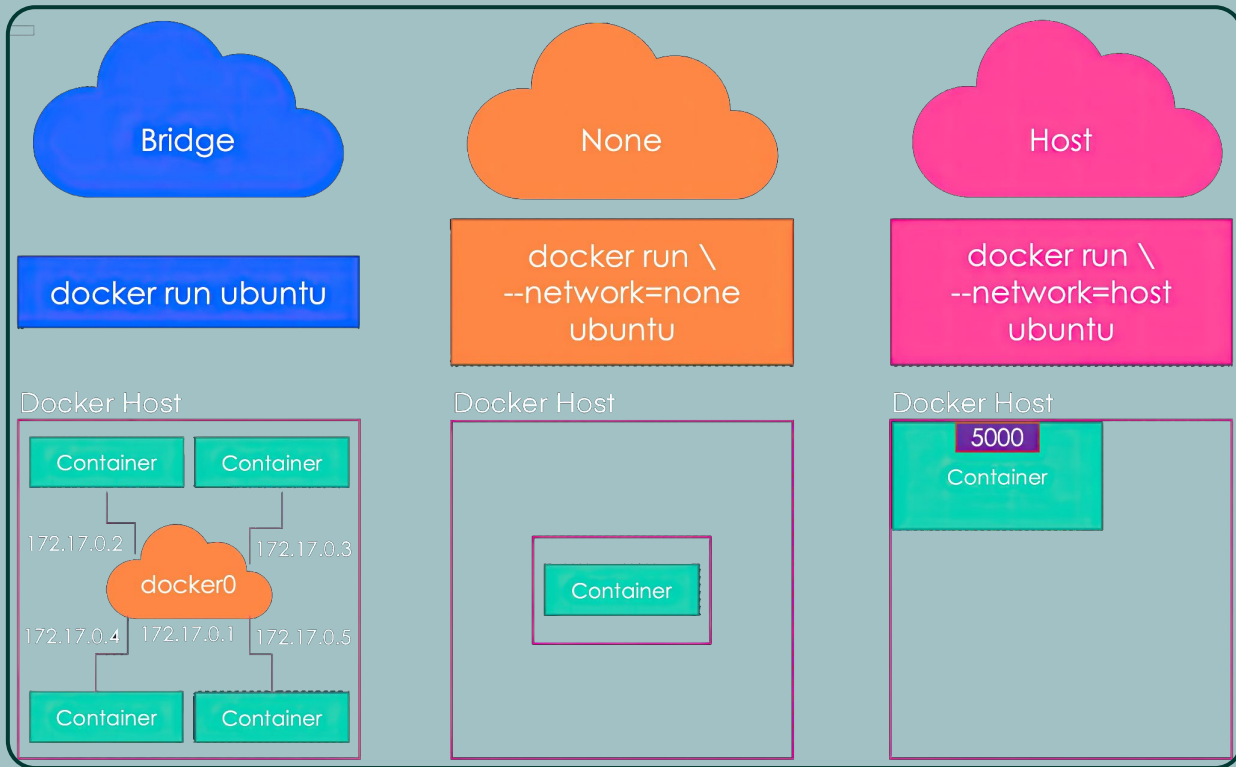 Bridge
None
Host
docker run ubuntu
docker run \
--network=none
ubuntu
docker run \
--network=host
ubuntu
Docker Host
Container
Container
172.17.0.2
172.17.0.3
docker0
172.17.0.4
172.17.0.1
172.17.0.5
Container
Container
Docker Host
Container
Docker Host
5000
Container